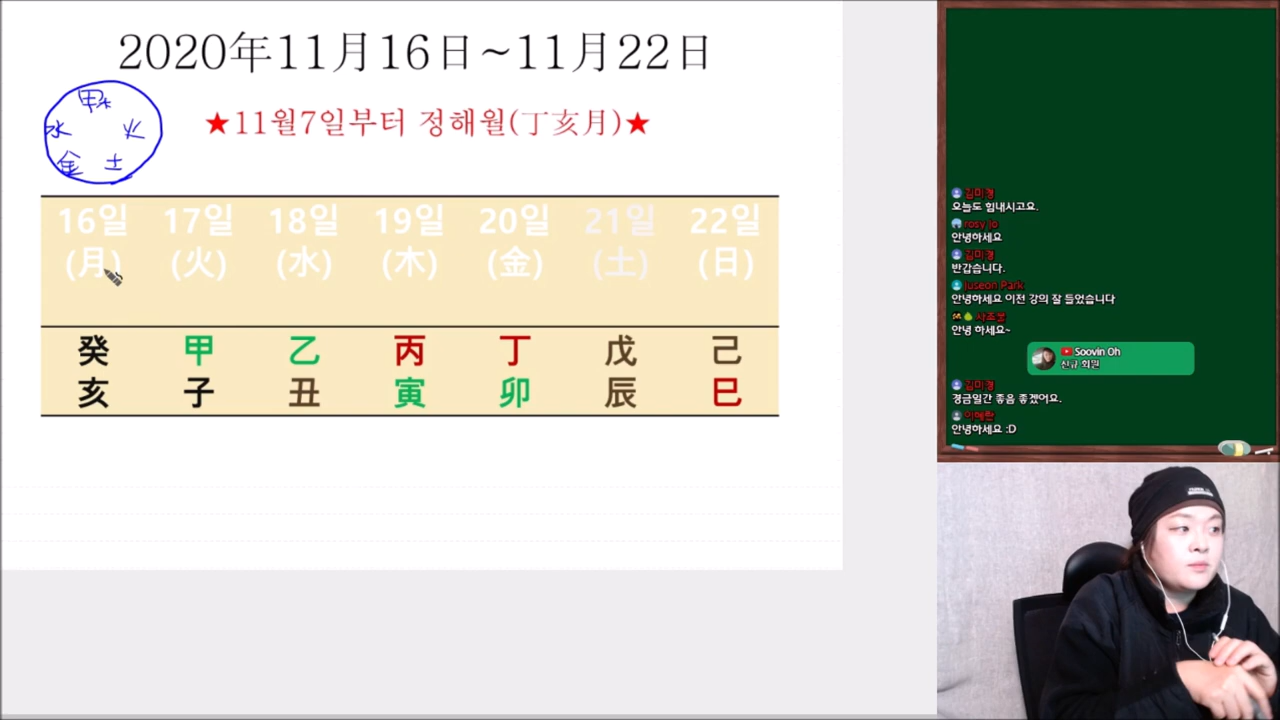 2020年11月16日~11月22日
★11월7일부터 정해월(丁亥月)★
甲木
水 火
金 土
16일 17일 18일 19일 20일 21일 22일
(月) (火) (水) (木) (金) (土) (日)
癸 甲 乙 丙 丁 戊 己
亥 子 丑 寅 卯 辰 巳
김미경
오늘도 힘내시고요.
rosy jo
안녕하세요
김미경
반갑습니다.
Juseon Park
안녕하세요 이전 강의 잘 들었습니다
사조꿍
안녕 하세요~
Soovin Oh
신규 회원
김미경
경금일간 좋음 좋겠어요.
이혜란
안녕하세요 :D